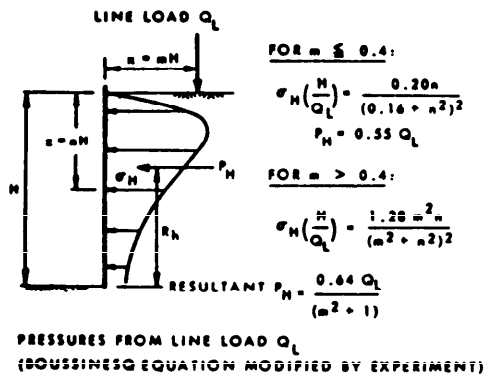 LINE LOAD Q_L
x = mH
FOR m ≦ 0.4:
σ_H (H/Q_L) = 0.20n/(0.16 + n²)²
P_H = 0.55 Q_L
z = nH
H
σ_H
P_H
R_h
FOR m > 0.4:
σ_H (H/Q_L) = 1.28 m²n/(m² + n²)²
RESULTANT P_H = 0.64 Q_L/(m² + 1)
PRESSURES FROM LINE LOAD Q_L
(BOUSSINESQ EQUATION MODIFIED BY EXPERIMENT)